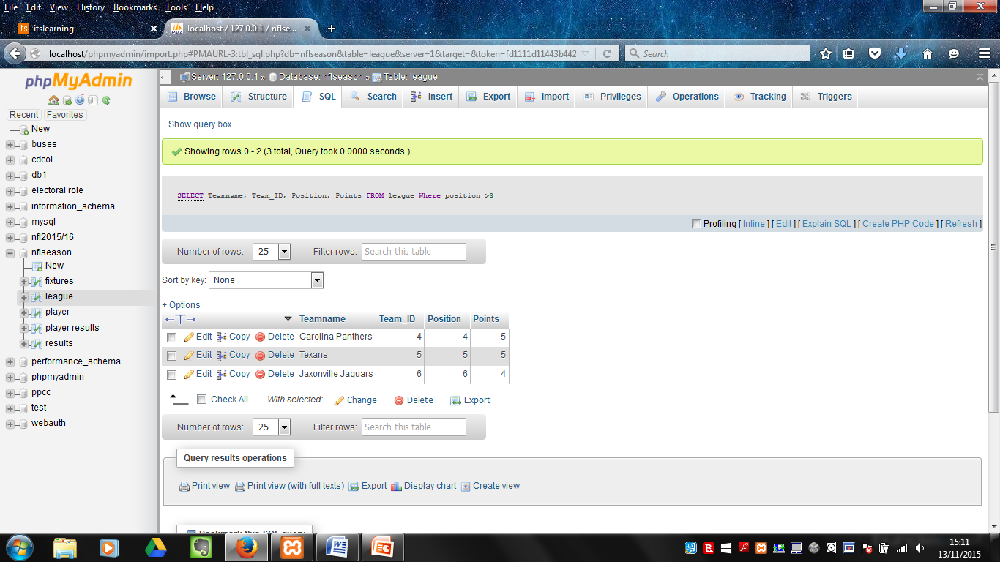 File Edit View History Bookmarks Tools Help
its itslearning × localhost / 127.0.0.1 / nflse... × +
localhost/phpmyadmin/import.php#PMAURL-3:tbl_sql.php?db=nflseason&table=league&server=1&target=&token=fd1111d11443b442 Search
phpMyAdmin
Recent Favorites
New
buses
cdcol
db1
electoral role
information_schema
mysql
nfl2015/16
nflseason
New
fixtures
league
player
player results
results
performance_schema
phpmyadmin
ppcc
test
webauth
Server: 127.0.0.1 » Database: nflseason » Table: league
Browse Structure SQL Search Insert Export Import Privileges Operations Tracking Triggers
Show query box
Showing rows 0 - 2 (3 total, Query took 0.0000 seconds.)
SELECT Teamname, Team_ID, Position, Points FROM league Where position >3
Profiling [ Inline ] [ Edit ] [ Explain SQL ] [ Create PHP Code ] [ Refresh ]
Number of rows: 25 Filter rows: Search this table
Sort by key: None
+ Options
←T→ Teamname Team_ID Position Points
Edit Copy Delete Carolina Panthers 4 4 5
Edit Copy Delete Texans 5 5 5
Edit Copy Delete Jaxonville Jaguars 6 6 4
Check All With selected: Change Delete Export
Number of rows: 25 Filter rows: Search this table
Query results operations
Print view Print view (with full texts) Export Display chart Create view
Bookmark this SQL query
15:11
13/11/2015